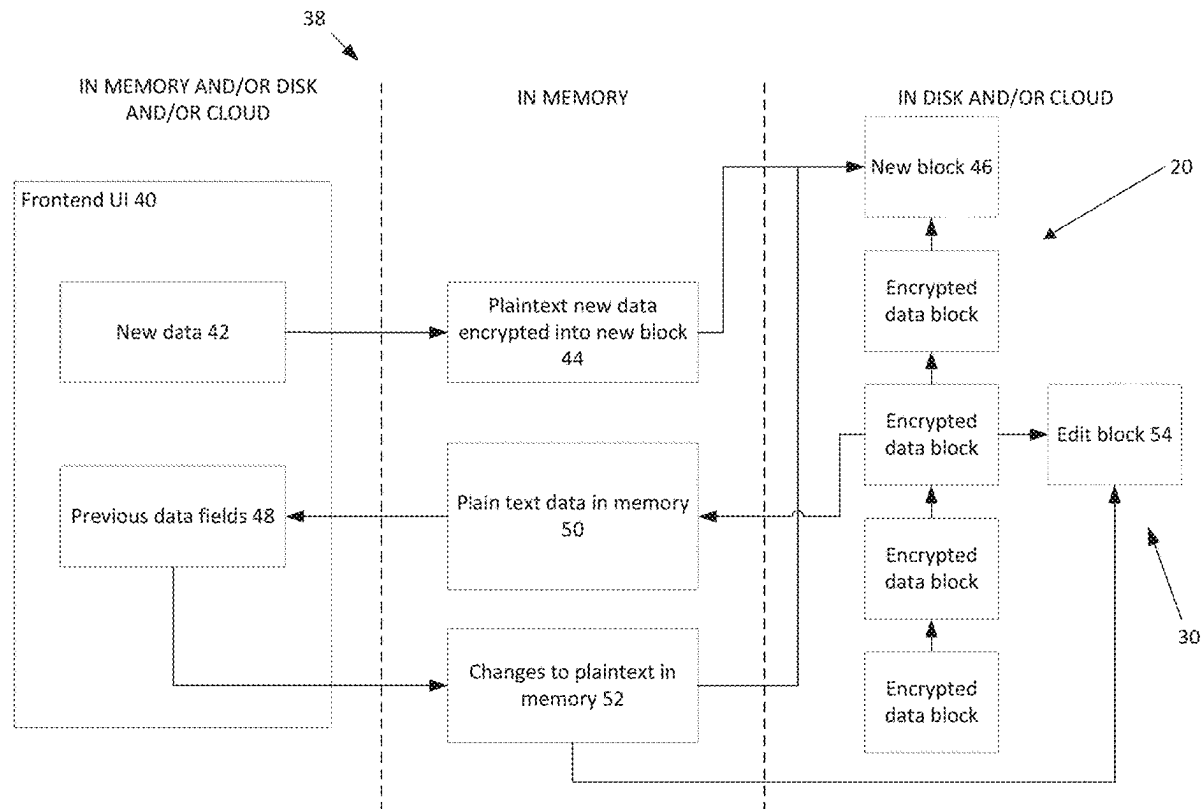 38
IN MEMORY AND/OR DISK
AND/OR CLOUD
IN MEMORY
IN DISK AND/OR CLOUD
New block 46
20
Frontend UI 40
New data 42
Plaintext new data
encrypted into new block
44
Encrypted
data block
Encrypted
data block
Edit block 54
Previous data fields 48
Plain text data in memory
50
Encrypted
data block
30
Changes to plaintext in
memory 52
Encrypted
data block